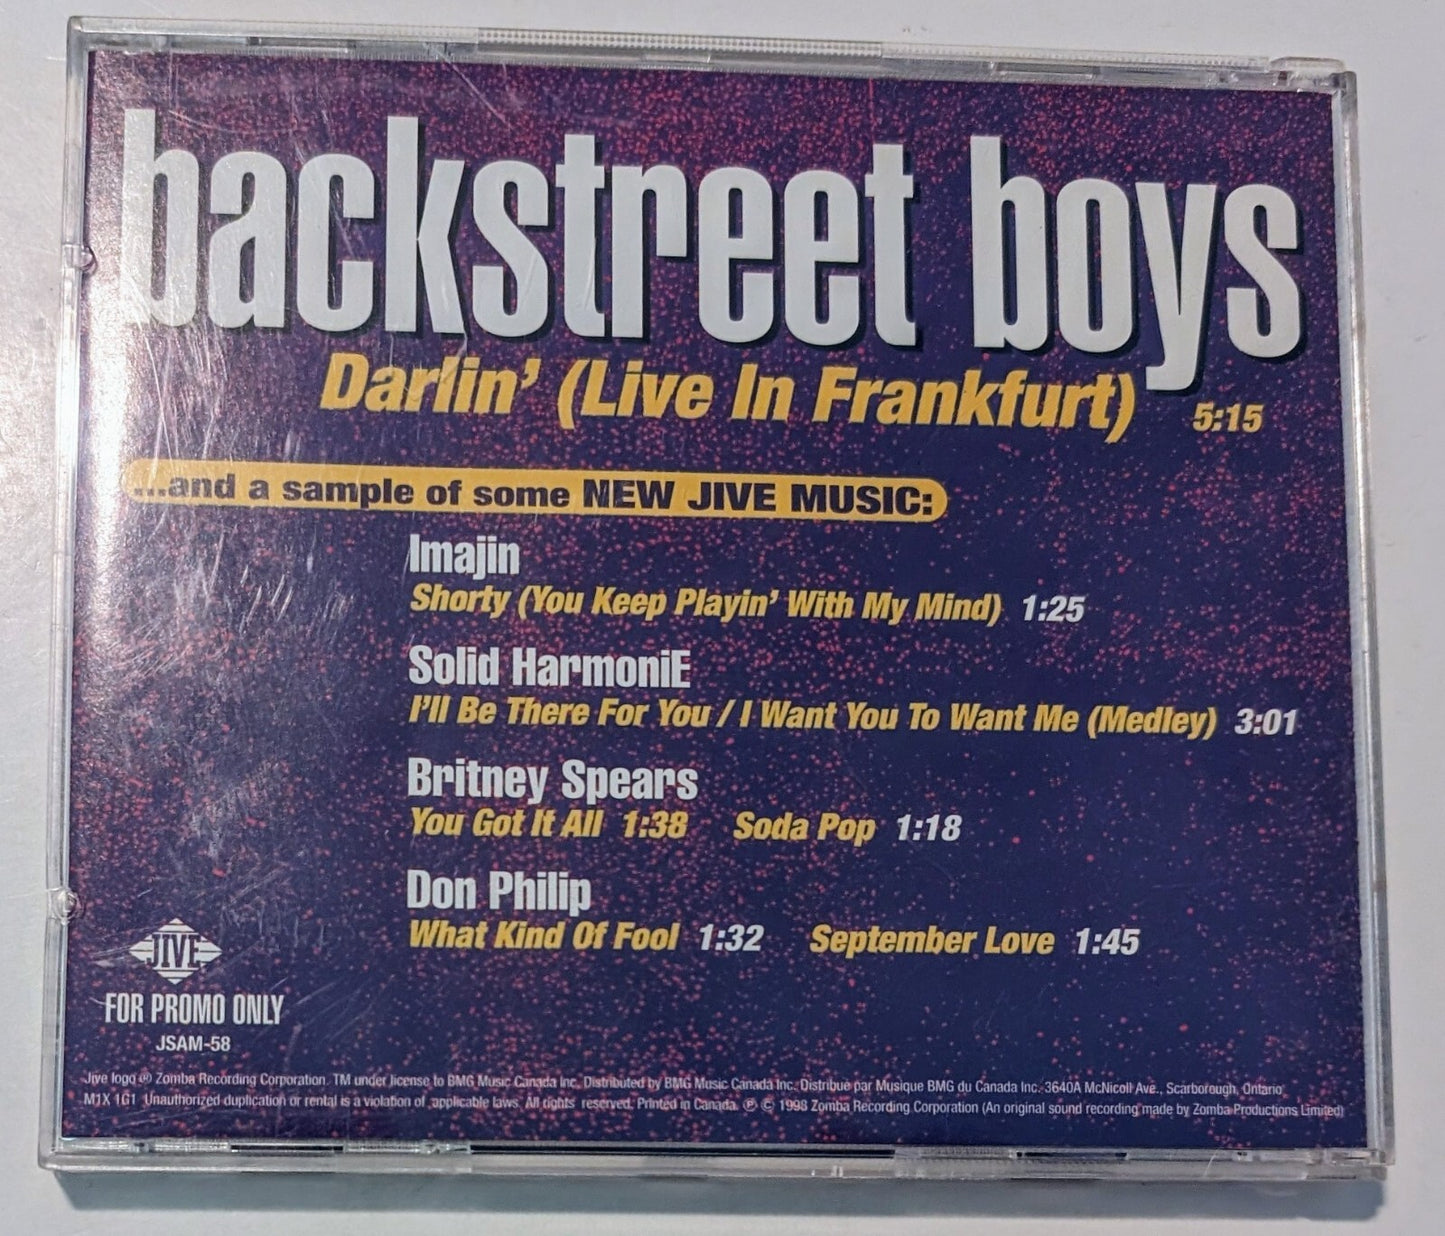 backstreet boys
Darlin' (Live In Frankfurt) 5:15
...and a sample of some NEW JIVE MUSIC:
Imajin
Shorty (You Keep Playin' With My Mind) 1:25
Solid HarmoniE
I'll Be There For You / I Want You To Want Me (Medley) 3:01
Britney Spears
You Got It All 1:38 Soda Pop 1:18
Don Philip
What Kind Of Fool 1:32 September Love 1:45
JIVE
FOR PROMO ONLY
JSAM-58
Jive logo ® Zomba Recording Corporation. TM under license to BMG Music Canada Inc. Distributed by BMG Music Canada Inc. Distribué par Musique BMG du Canada Inc. 3640A McNicoll Ave., Scarborough, Ontario
M1X 1G1 Unauthorized duplication or rental is a violation of applicable laws. All rights reserved. Printed in Canada. ℗ © 1998 Zomba Recording Corporation (An original sound recording made by Zomba Productions Limited)